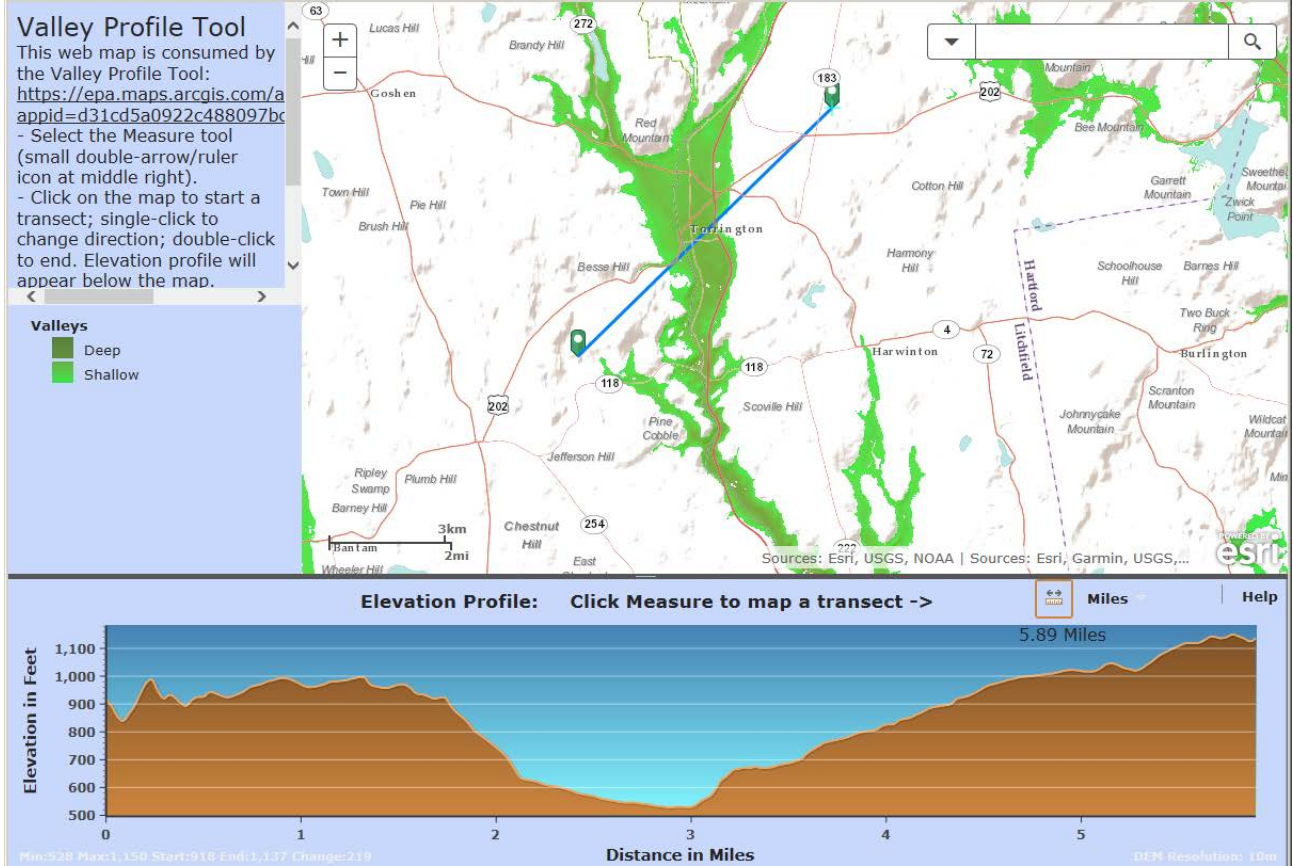 Valley Profile Tool
This web map is consumed by
the Valley Profile Tool:
https://epa.maps.arcgis.com/a
appid=d31cd5a0922c488097bc
- Select the Measure tool
(small double-arrow/ruler
icon at middle right).
- Click on the map to start a
transect; single-click to
change direction; double-click
to end. Elevation profile will
appear below the map.
Valleys
Deep
Shallow
63
Lucas Hill
272
Brandy Hill
Goshen
Red
Mountain
183
Mountain
202
Bee Mountain
Town Hill
Pie Hill
Brush Hill
Cotton Hill
Garrett
Mountain
Zwick
Point
Torrington
Besse Hill
Harmony
Hill
Schoolhouse
Hill
Barnes Hill
Hartford
Litchfield
Two Buck
Ring
4
72
Harwinton
Burlington
118
118
202
Scoville Hill
Scranton
Mountain
Johnnycake
Mountain
Wildcat
Mountain
Pine
Cobble
Jefferson Hill
Ripley
Swamp
Plumb Hill
Barney Hill
Chestnut
Hill
254
East
3km
2mi
Bantam
Wheeler Hill
222
Sources: Esri, USGS, NOAA | Sources: Esri, Garmin, USGS,...
POWERED BY
esri
Elevation Profile: Click Measure to map a transect ->
Miles
Help
5.89 Miles
Elevation in Feet
1,100
1,000
900
800
700
600
500
0 1 2 3 4 5
Distance in Miles
Min:528 Max:1,150 Start:918 End:1,137 Change:219
DEM Resolution: 10m